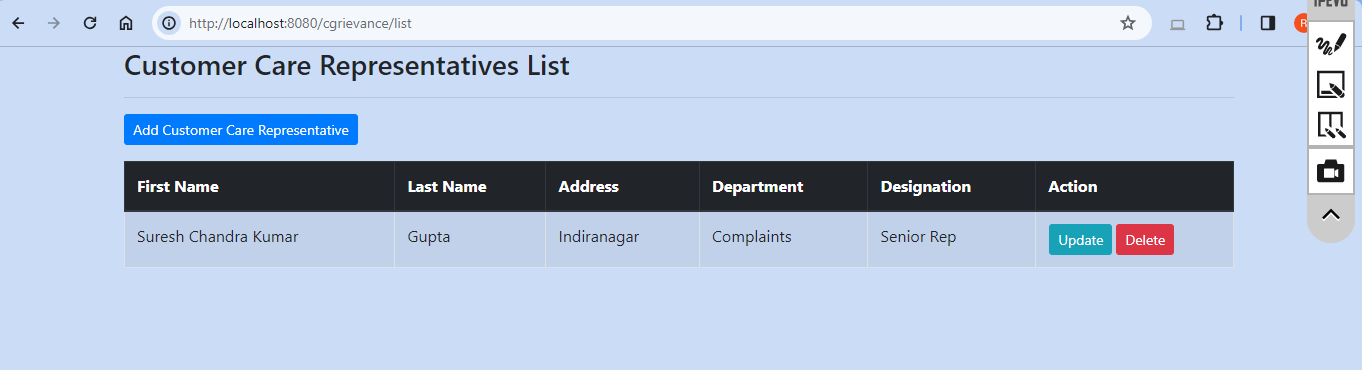 http://localhost:8080/cgrievance/list
R
IPEVO
Customer Care Representatives List
Add Customer Care Representative
First Name Last Name Address Department Designation Action
Suresh Chandra Kumar Gupta Indiranagar Complaints Senior Rep Update Delete